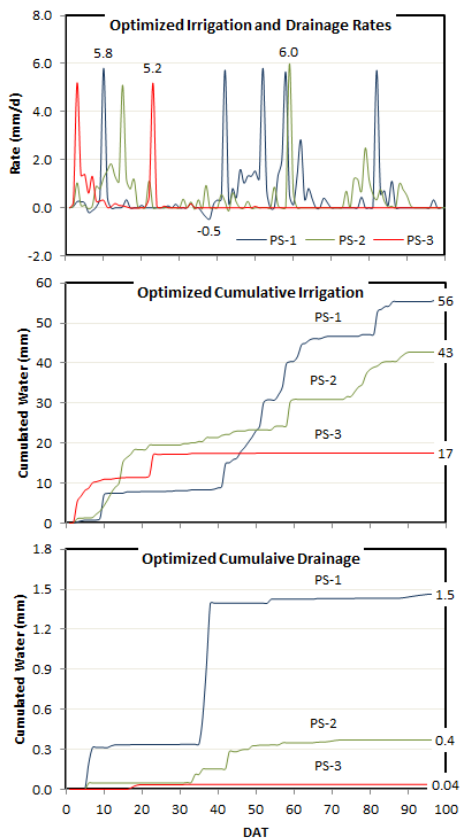 Optimized Irrigation and Drainage Rates
Rate (mm/d)
8.0
6.0
4.0
2.0
0.0
-2.0
5.8
5.2
6.0
-0.5
PS-1 PS-2 PS-3
Optimized Cumulative Irrigation
Cumulated Water (mm)
60
50
40
30
20
10
0
PS-1
56
PS-2
43
PS-3
17
Optimized Cumulaive Drainage
Cumulated Water (mm)
1.8
1.5
1.2
0.9
0.6
0.3
0.0
PS-1
1.5
PS-2
0.4
PS-3
0.04
0 10 20 30 40 50 60 70 80 90 100
DAT